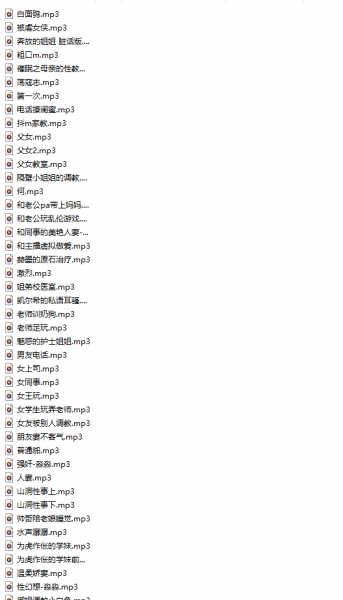 白面鸮.mp3
被虐女侠.mp3
奔放的姐姐 脏话版....
粗口m.mp3
催眠之母亲的性教...
荡寇志.mp3
第一次.mp3
电话撩闺蜜.mp3
抖m家教.mp3
父女.mp3
父女2.mp3
父女教室.mp3
隔壁小姐姐的调教....
何.mp3
和老公pa带上妈妈....
和老公玩乱伦游戏....
和同事的美艳人妻-...
和主播虚拟做爱.mp3
赫墨的原石治疗.mp3
激烈.mp3
姐弟校医室.mp3
凯尔希的私语耳骚....
老师训奶狗.mp3
老师足玩.mp3
魅惑的护士姐姐.mp3
男友电话.mp3
女上司.mp3
女同事.mp3
女王玩.mp3
女学生玩弄老师.mp3
女友被别人调教.mp3
朋友妻不客气.mp3
普通啪.mp3
强奸-淼淼.mp3
人妻.mp3
山洞性事上.mp3
山洞性事下.mp3
帅哥陪老娘睡觉.mp3
水声潺潺.mp3
为虎作伥的学妹.mp3
为虎作伥的学妹前...
温柔娇妻.mp3
性幻想-淼淼.mp3